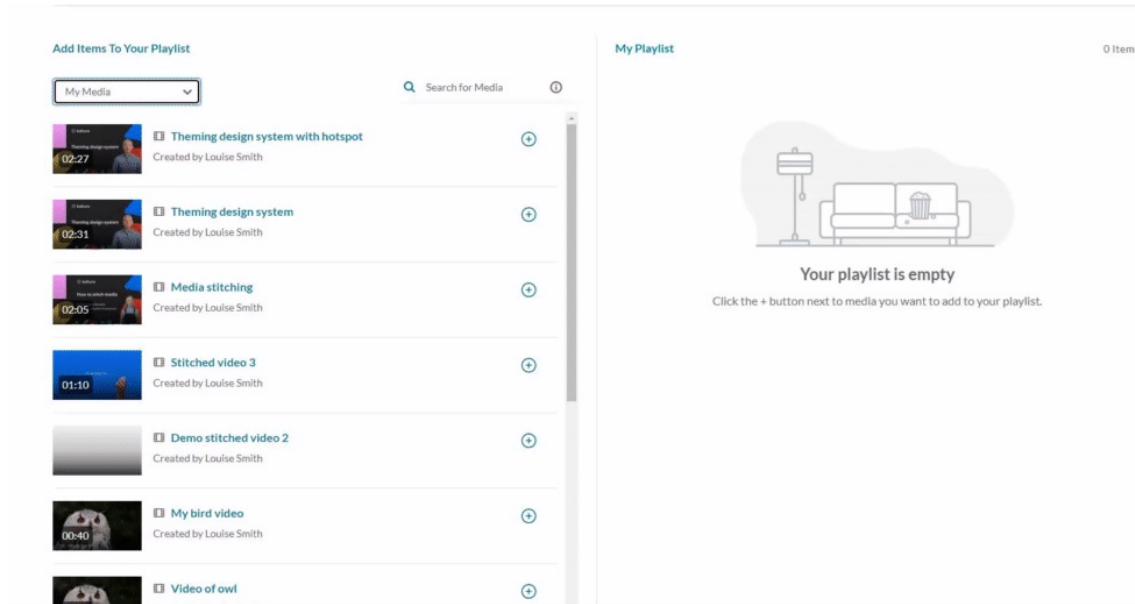 Add Items To Your Playlist
My Media
Search for Media
02:27
Theming design system with hotspot
Created by Louise Smith
02:31
Theming design system
Created by Louise Smith
02:05
Media stitching
Created by Louise Smith
01:10
Stitched video 3
Created by Louise Smith
Demo stitched video 2
Created by Louise Smith
00:40
My bird video
Created by Louise Smith
Video of owl
My Playlist
0 Item
Your playlist is empty
Click the + button next to media you want to add to your playlist.